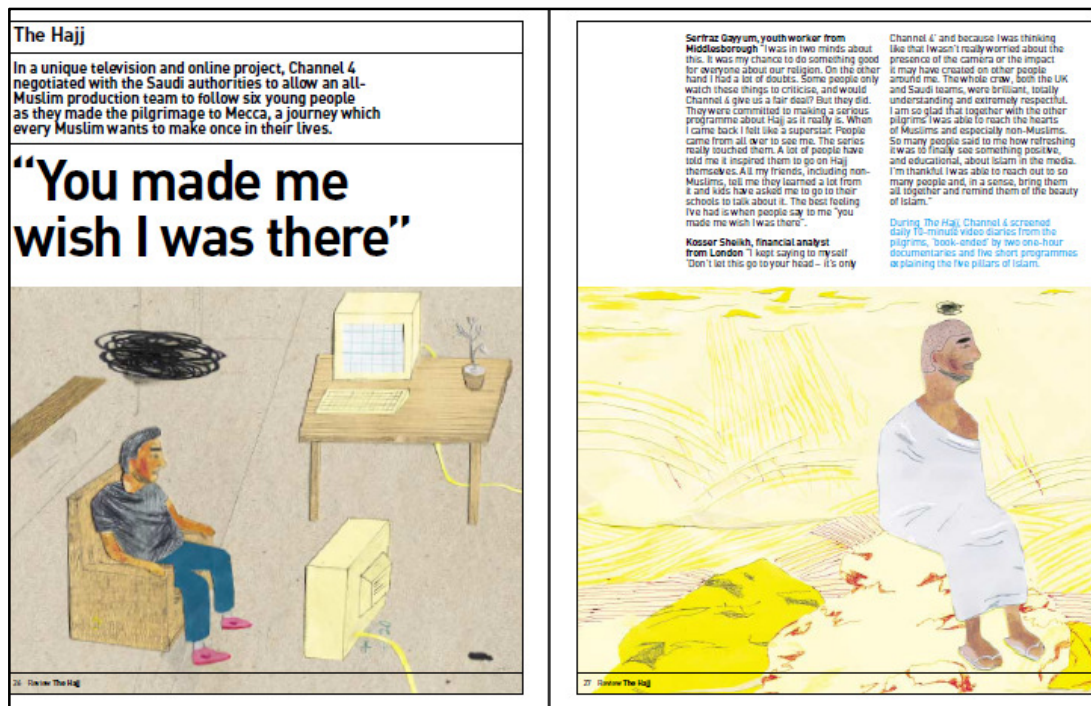 The Hajj
In a unique television and online project, Channel 4
negotiated with the Saudi authorities to allow an all-
Muslim production team to follow six young people
as they made the pilgrimage to Mecca, a journey which
every Muslim wants to make once in their lives.
“You made me
wish I was there”
26 Review The Hajj
Serfraz Qayyum, youth worker from
Middlesborough “I was in two minds about
this. It was my chance to do something good
for everyone about our religion. On the other
hand I had a lot of doubts. Some people only
watch these things to criticise, and would
Channel 4 give us a fair deal? But they did.
They were committed to making a serious
programme about Hajj as it really is. When
I came back I felt like a superstar. People
came from all over to see me. The series
really touched them. A lot of people have
told me it inspired them to go on Hajj
themselves. All my friends, including non-
Muslims, tell me they learned a lot from
it and kids have asked me to go to their
schools to talk about it. The best feeling
I've had is when people say to me “you
made me wish I was there”.
Kosser Sheikh, financial analyst
from London “I kept saying to myself
‘Don't let this go to your head – it's only
Channel 4’ and because I was thinking
like that I wasn't really worried about the
presence of the camera or the impact
it may have created on other people
around me. The whole crew, both the UK
and Saudi teams, were brilliant, totally
understanding and extremely respectful.
I am so glad that together with the other
pilgrims I was able to reach the hearts
of Muslims and especially non-Muslims.
So many people said to me how refreshing
it was to finally see something positive,
and educational, about Islam in the media.
I'm thankful I was able to reach out to so
many people and, in a sense, bring them
all together and remind them of the beauty
of Islam.”
During The Hajj, Channel 4 screened
daily 10-minute video diaries from the
pilgrims, ‘book-ended’ by two one-hour
documentaries and five short programmes
explaining the five pillars of Islam.
27 Review The Hajj